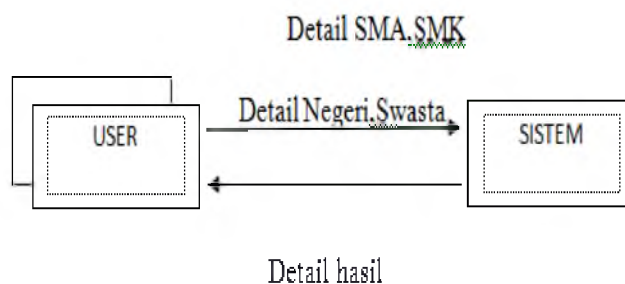 Detail SMA.SMK
Detail Negeri.Swasta
USER
SISTEM
Detail hasil